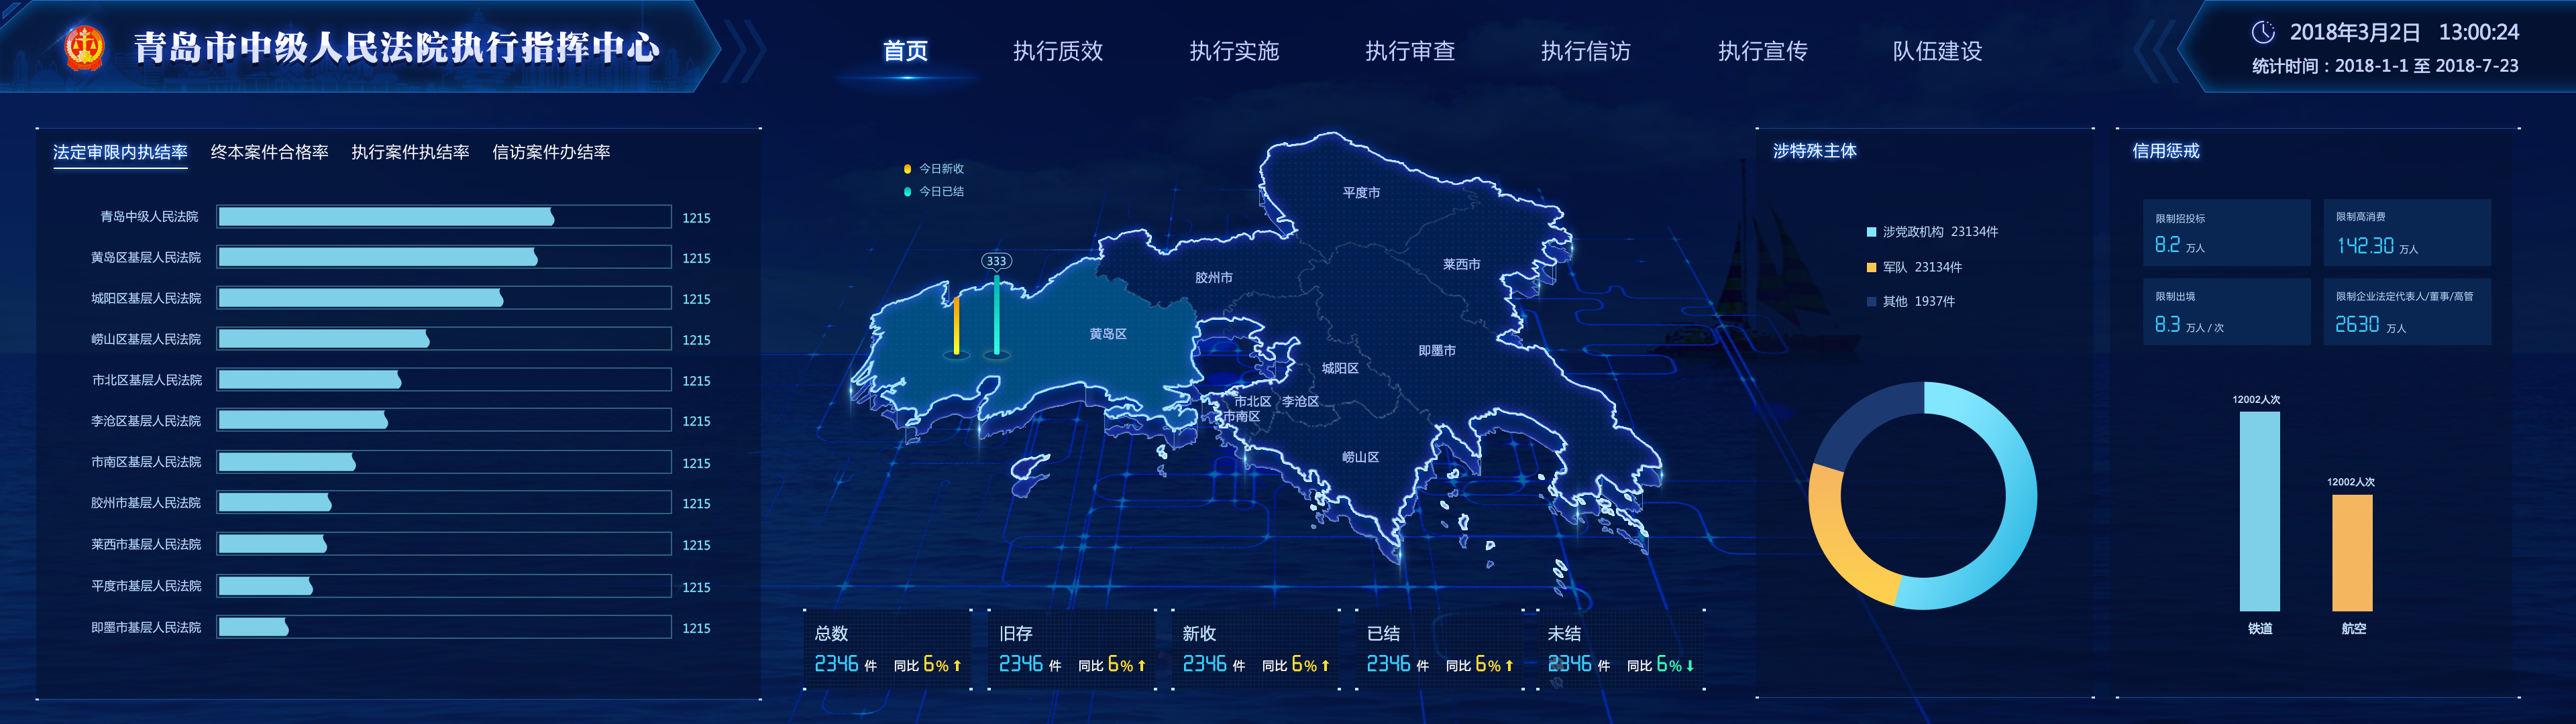 青岛市中级人民法院执行指挥中心
首页
执行质效
执行实施
执行审查
执行信访
执行宣传
队伍建设
2018年3月2日 13:00:24
统计时间：2018-1-1 至 2018-7-23
法定审限内执结率
终本案件合格率
执行案件执结率
信访案件办结率
青岛中级人民法院 1215
黄岛区基层人民法院 1215
城阳区基层人民法院 1215
崂山区基层人民法院 1215
市北区基层人民法院 1215
李沧区基层人民法院 1215
市南区基层人民法院 1215
胶州市基层人民法院 1215
莱西市基层人民法院 1215
平度市基层人民法院 1215
即墨市基层人民法院 1215
今日新收
今日已结
333
平度市
莱西市
胶州市
黄岛区
即墨市
城阳区
市北区
李沧区
市南区
崂山区
总数
2346 件 同比 6%
旧存
2346 件 同比 6%
新收
2346 件 同比 6%
已结
2346 件 同比 6%
未结
2346 件 同比 6%
涉特殊主体
涉党政机构 23134件
军队 23134件
其他 1937件
信用惩戒
限制招投标
8.2 万人
限制高消费
142.30 万人
限制出境
8.3 万人 / 次
限制企业法定代表人/董事/高管
2630 万人
12002人次
12002人次
铁道
航空